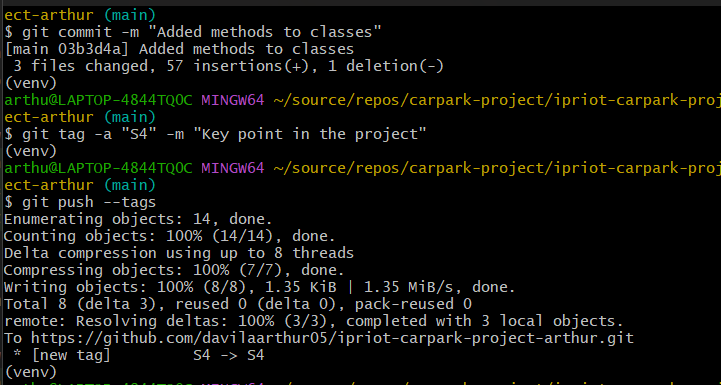 ect-arthur (main)
$ git commit -m "Added methods to classes"
[main 03b3d4a] Added methods to classes
 3 files changed, 57 insertions(+), 1 deletion(-)
(venv)
arthu@LAPTOP-4844TQOC MINGW64 ~/source/repos/carpark-project/ipriot-carpark-proj
ect-arthur (main)
$ git tag -a "S4" -m "Key point in the project"
(venv)
arthu@LAPTOP-4844TQOC MINGW64 ~/source/repos/carpark-project/ipriot-carpark-proj
ect-arthur (main)
$ git push --tags
Enumerating objects: 14, done.
Counting objects: 100% (14/14), done.
Delta compression using up to 8 threads
Compressing objects: 100% (7/7), done.
Writing objects: 100% (8/8), 1.35 KiB | 1.35 MiB/s, done.
Total 8 (delta 3), reused 0 (delta 0), pack-reused 0
remote: Resolving deltas: 100% (3/3), completed with 3 local objects.
To https://github.com/davilaarthur05/ipriot-carpark-project-arthur.git
 * [new tag]         S4 -> S4
(venv)